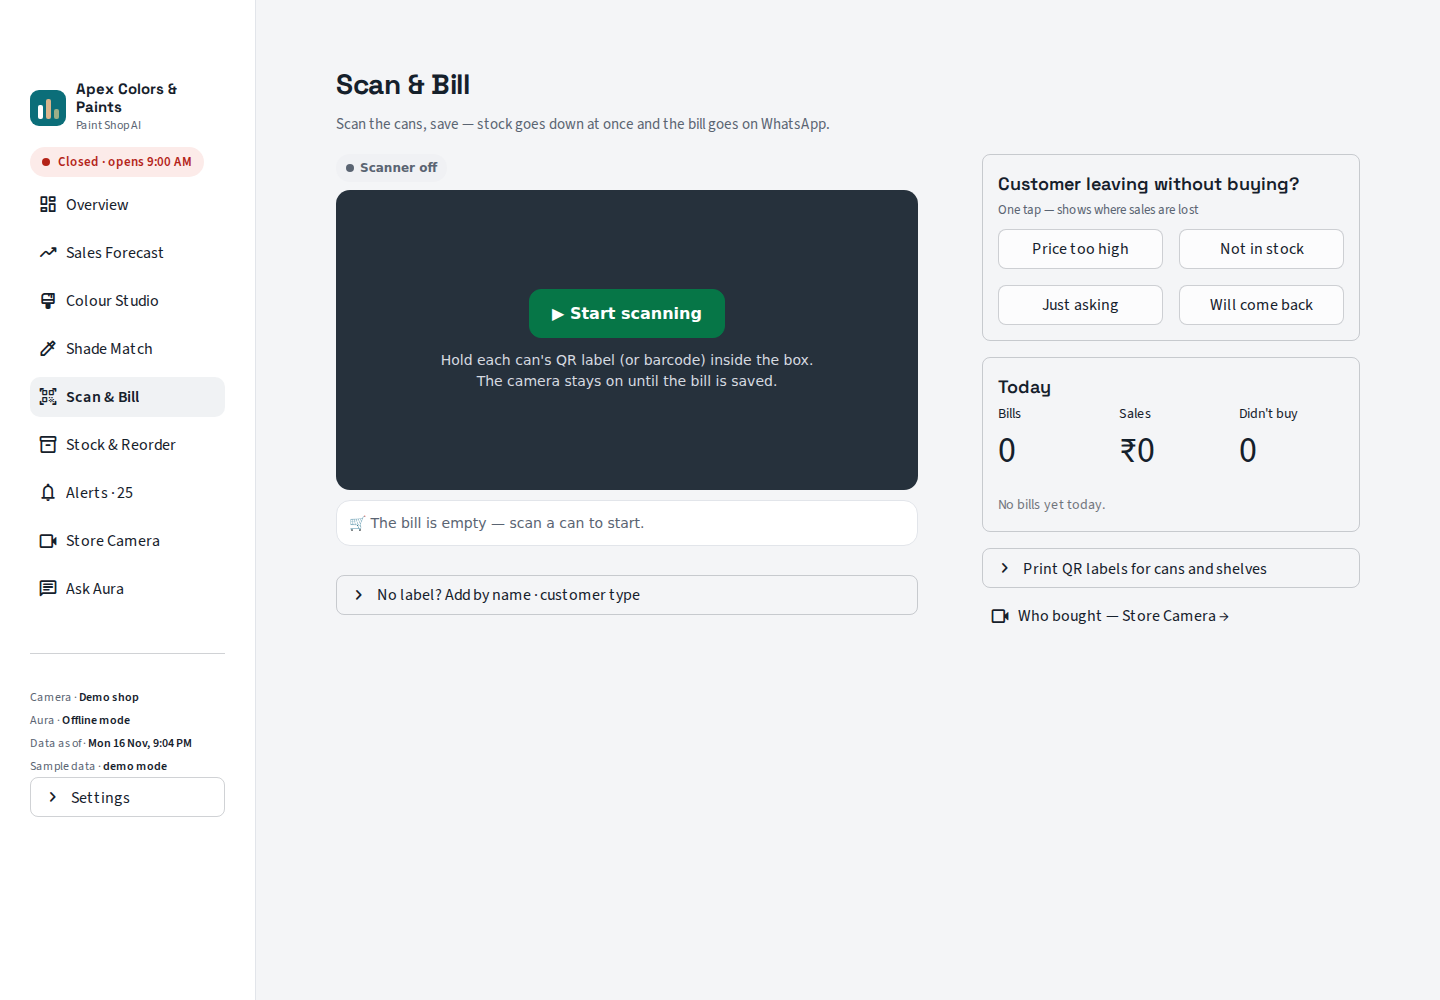 Apex Colors &
Paints
Paint Shop AI
Closed · opens 9:00 AM
Overview
Sales Forecast
Colour Studio
Shade Match
Scan & Bill
Stock & Reorder
Alerts · 25
Store Camera
Ask Aura
Camera · Demo shop
Aura · Offline mode
Data as of · Mon 16 Nov, 9:04 PM
Sample data · demo mode
Settings
Scan & Bill
Scan the cans, save — stock goes down at once and the bill goes on WhatsApp.
Scanner off
▶ Start scanning
Hold each can's QR label (or barcode) inside the box.
The camera stays on until the bill is saved.
🛒 The bill is empty — scan a can to start.
No label? Add by name · customer type
Customer leaving without buying?
One tap — shows where sales are lost
Price too high
Not in stock
Just asking
Will come back
Today
Bills Sales Didn't buy
0 ₹0 0
No bills yet today.
Print QR labels for cans and shelves
Who bought — Store Camera →